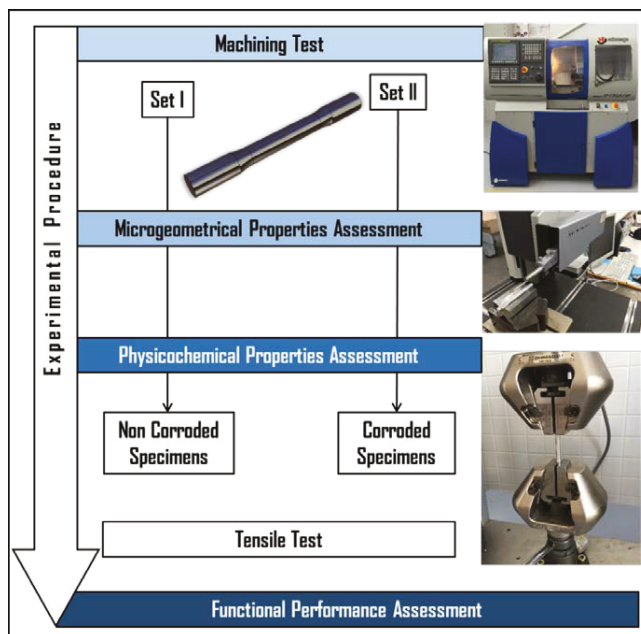 Machining Test
Set I
Set II
Experimental Procedure
Microgeometrical Properties Assessment
Physicochemical Properties Assessment
Non Corroded
Specimens
Corroded
Specimens
Tensile Test
Functional Performance Assessment